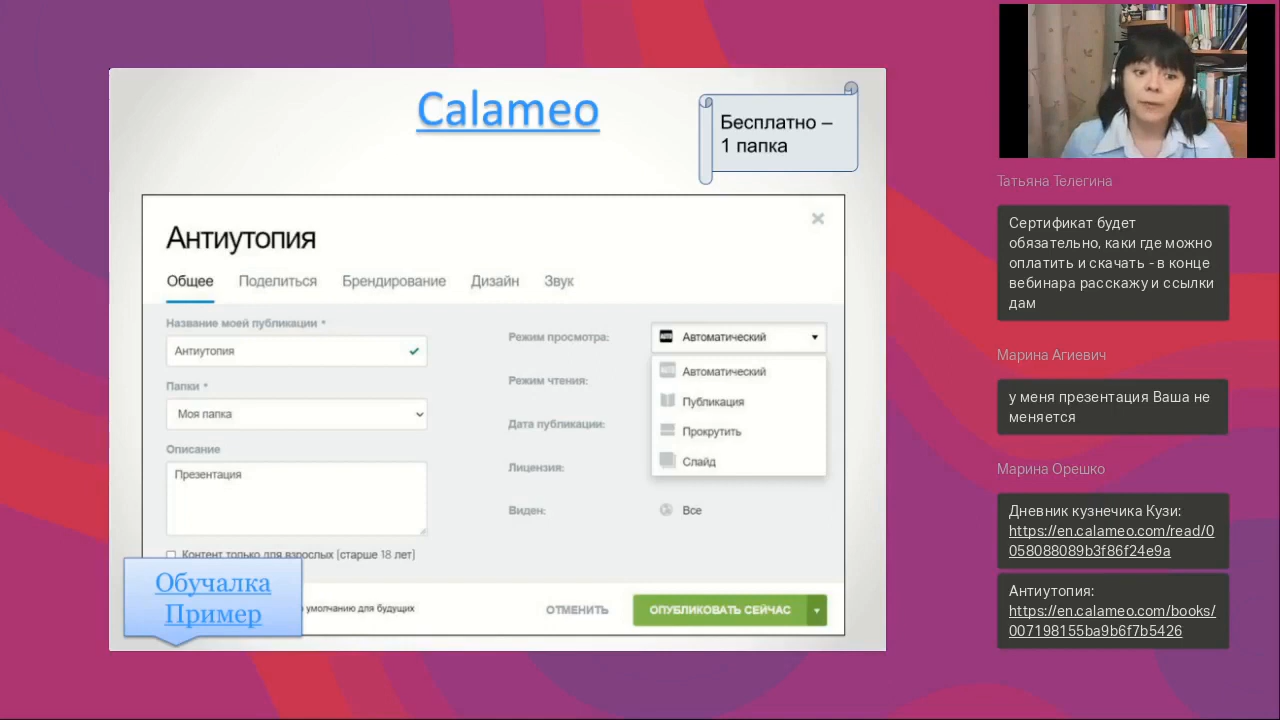 Calameo
Бесплатно –
1 папка
Антиутопия
Общее Поделиться Брендирование Дизайн Звук
Название моей публикации *
Антиутопия
Папки *
Моя папка
Описание
Презентация
Контент только для взрослых (старше 18 лет)
умолчанию для будущих
Режим просмотра:
Автоматический
Автоматический
Публикация
Прокрутить
Слайд
Режим чтения:
Дата публикации:
Лицензия:
Виден:
Все
ОТМЕНИТЬ
ОПУБЛИКОВАТЬ СЕЙЧАС
Обучалка
Пример
Татьяна Телегина
Сертификат будет
обязательно, каки где можно
оплатить и скачать - в конце
вебинара расскажу и ссылки
дам
Марина Агиевич
у меня презентация Ваша не
меняется
Марина Орешко
Дневник кузнечика Кузи:
https://en.calameo.com/read/0
058088089b3f86f24e9a
Антиутопия:
https://en.calameo.com/books/
007198155ba9b6f7b5426